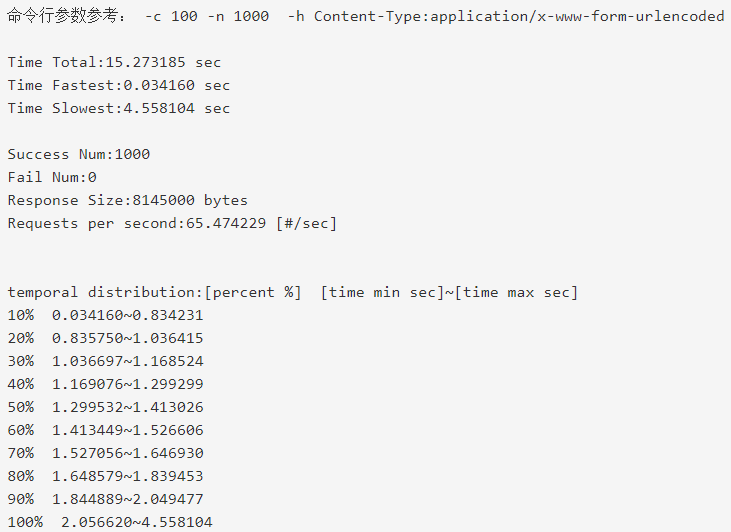 命令行参数参考： -c 100 -n 1000  -h Content-Type:application/x-www-form-urlencoded
Time Total:15.273185 sec
Time Fastest:0.034160 sec
Time Slowest:4.558104 sec
Success Num:1000
Fail Num:0
Response Size:8145000 bytes
Requests per second:65.474229 [#/sec]
temporal distribution:[percent %]  [time min sec]~[time max sec]
10%  0.034160~0.834231
20%  0.835750~1.036415
30%  1.036697~1.168524
40%  1.169076~1.299299
50%  1.299532~1.413026
60%  1.413449~1.526606
70%  1.527056~1.646930
80%  1.648579~1.839453
90%  1.844889~2.049477
100%  2.056620~4.558104